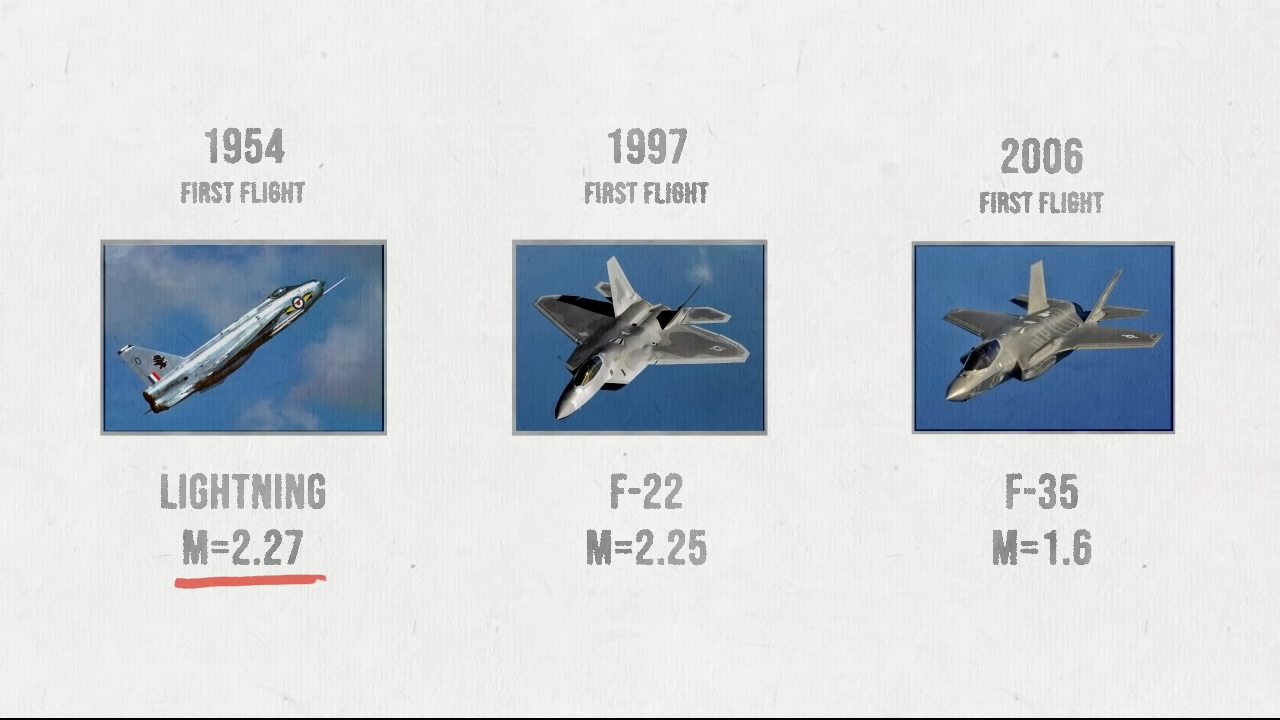 1954
FIRST FLIGHT
LIGHTNING
M=2.27
1997
FIRST FLIGHT
F-22
M=2.25
2006
FIRST FLIGHT
F-35
M=1.6